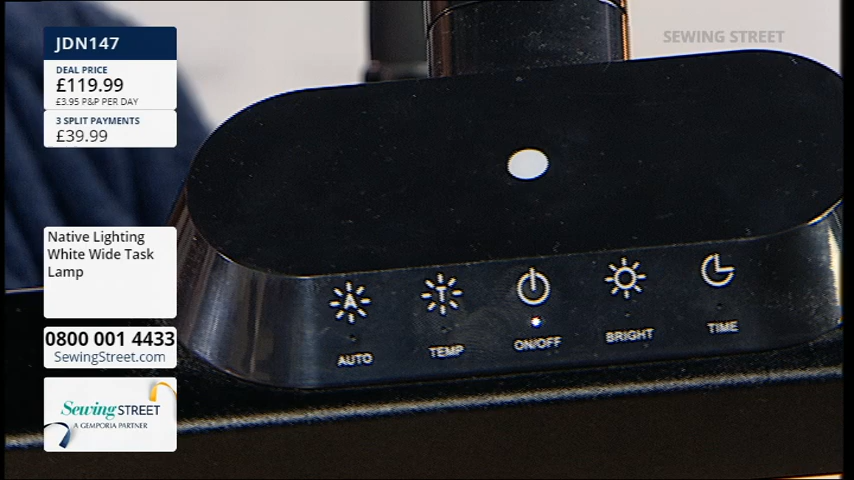 JDN147
DEAL PRICE
£119.99
£3.95 P&P PER DAY
3 SPLIT PAYMENTS
£39.99
Native Lighting
White Wide Task
Lamp
0800 001 4433
SewingStreet.com
Sewing STREET
A GEMPORIA PARTNER
SEWING STREET
A
T
AUTO
TEMP
ON/OFF
BRIGHT
TIME